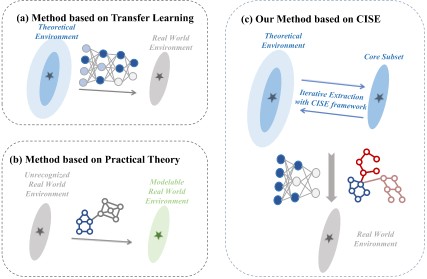 (a) Method based on Transfer Learning
Theoretical
Environment
Real World
Environment
(b) Method based on Practical Theory
Unrecognized
Real World
Environment
Modelable
Real World
Environment
(c) Our Method based on CISE
Theoretical
Environment
Core Subset
Iterative Extraction
with CISE framework
Real World
Environment